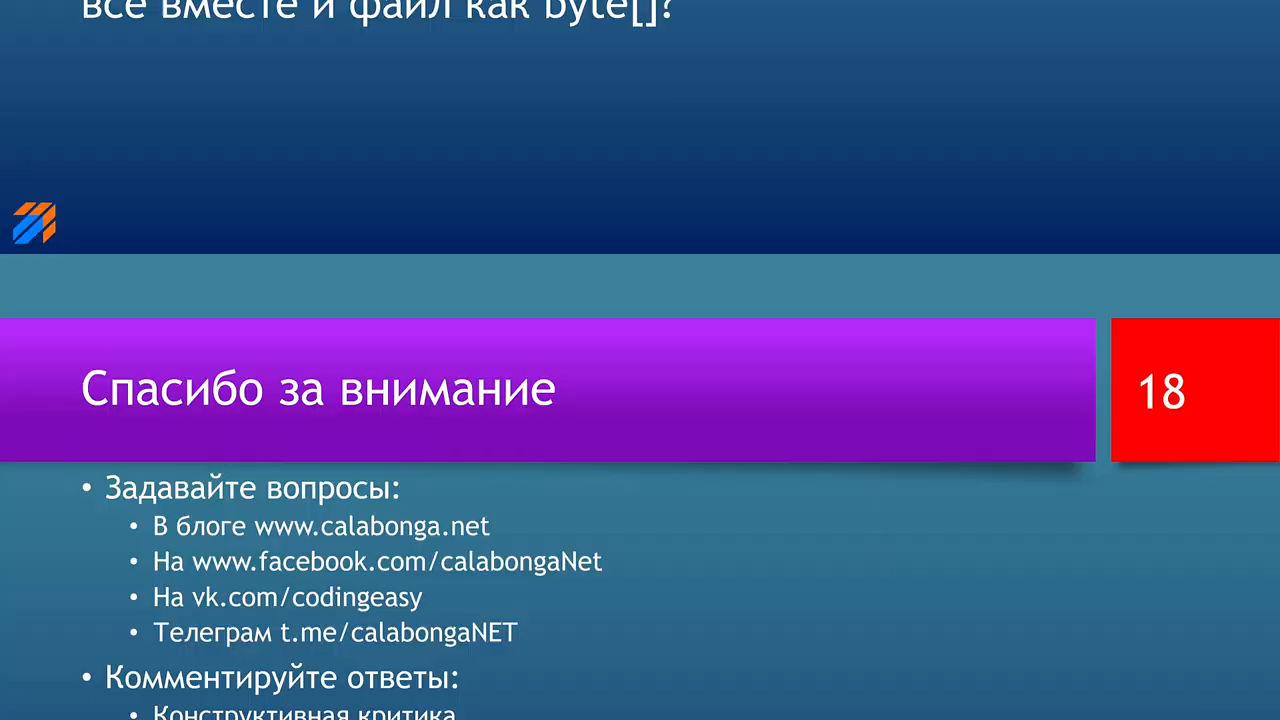 все вместе и файл как byte[]?
Спасибо за внимание
18
• Задавайте вопросы:
• В блоге www.calabonga.net
• На www.facebook.com/calabongaNet
• На vk.com/codingeasy
• Телеграм t.me/calabongaNET
• Комментируйте ответы:
• Конструктивная критика